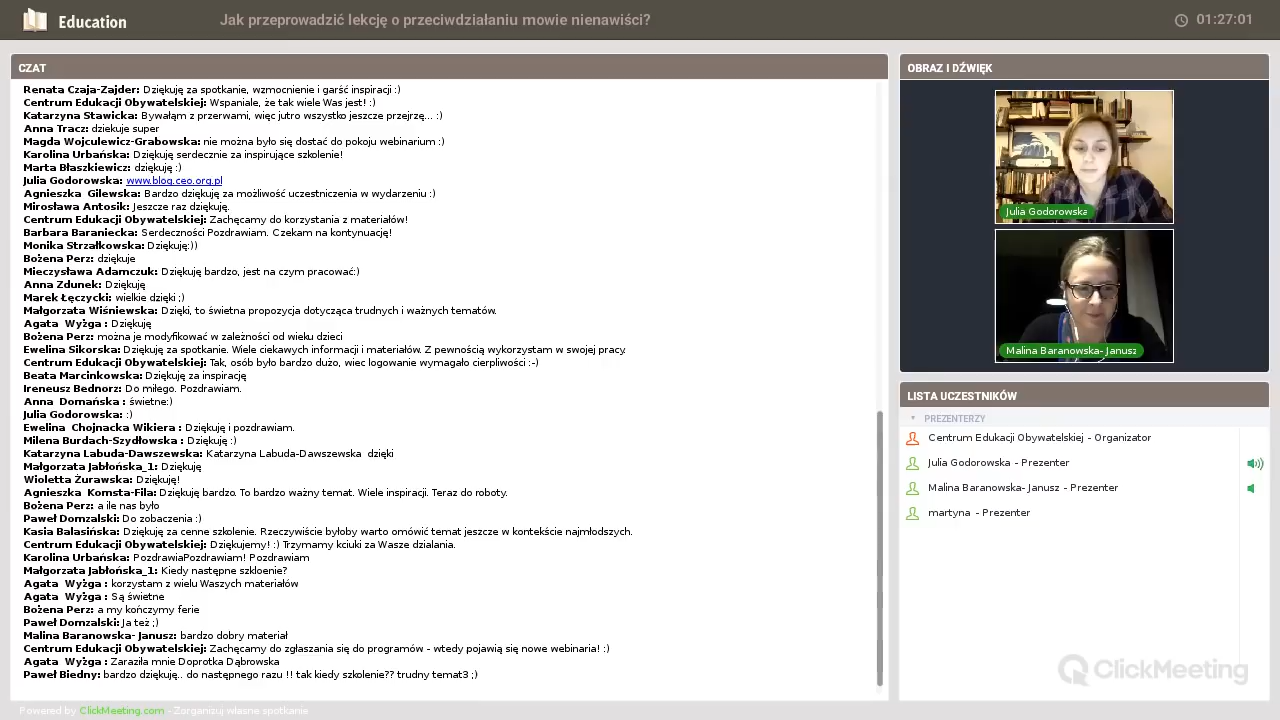 Education
Jak przeprowadzić lekcję o przeciwdziałaniu mowie nienawiści?
01:27:01
CZAT
Renata Czaja-Zajder: Dziękuję za spotkanie, wzmocnienie i garść inspiracji :)
Centrum Edukacji Obywatelskiej: Wspaniale, że tak wiele Was jest! :)
Katarzyna Stawicka: Bywałąm z przerwami, więc jutro wszystko jeszcze przejrzę... :)
Anna Tracz: dziekuje super
Magda Wojculewicz-Grabowska: nie można było się dostać do pokoju webinarium :)
Karolina Urbańska: Dziękuję serdecznie za inspirujące szkolenie!
Marta Błaszkiewicz: dziękuję :)
Julia Godorowska: www.blog.ceo.org.pl
Agnieszka Gilewska: Bardzo dziękuję za możliwość uczestniczenia w wydarzeniu :)
Mirosława Antosik: Jeszcze raz dziękuję.
Centrum Edukacji Obywatelskiej: Zachęcamy do korzystania z materiałów!
Barbara Baraniecka: Serdeczności Pozdrawiam. Czekam na kontynuację!
Monika Strzałkowska: Dziękuję:))
Bożena Perz: dziękuje
Mieczysława Adamczuk: Dziękuję bardzo, jest na czym pracować:)
Anna Zdunek: Dziękuję
Marek Łęczycki: wielkie dzięki ;)
Małgorzata Wiśniewska: Dzięki, to świetna propozycja dotycząca trudnych i ważnych tematów.
Agata Wyżga : Dziękuję
Bożena Perz: można je modyfikować w zależności od wieku dzieci
Ewelina Sikorska: Dziękuję za spotkanie. Wiele ciekawych informacji i materiałów. Z pewnością wykorzystam w swojej pracy.
Centrum Edukacji Obywatelskiej: Tak, osób było bardzo dużo, wiec logowanie wymagało cierpliwości :-)
Beata Marcinkowska: Dziękuję za inspirację
Ireneusz Bednorz: Do miłego. Pozdrawiam.
Anna Domańska : świetne:)
Julia Godorowska: :)
Ewelina Chojnacka Wikiera : Dziękuję i pozdrawiam.
Milena Burdach-Szydłowska : Dziękuję :)
Katarzyna Labuda-Dawszewska: Katarzyna Labuda-Dawszewska dzięki
Małgorzata Jabłońska_1: Dziękuję
Wioletta Żurawska: Dziękuję!
Agnieszka Komsta-Fila: Dziękuję bardzo. To bardzo ważny temat. Wiele inspiracji. Teraz do roboty.
Bożena Perz: a ile nas było
Paweł Domzalski: Do zobaczenia :)
Kasia Balasińska: Dziękuję za cenne szkolenie. Rzeczywiście byłoby warto omówić temat jeszcze w kontekście najmłodszych.
Centrum Edukacji Obywatelskiej: Dziękujemy! :) Trzymamy kciuki za Wasze dzialania.
Karolina Urbańska: PozdrawiaPozdrawiam! Pozdrawiam
Małgorzata Jabłońska_1: Kiedy następne szkloenie?
Agata Wyżga : korzystam z wielu Waszych materiałów
Agata Wyżga : Są świetne
Bożena Perz: a my kończymy ferie
Paweł Domzalski: Ja też ;)
Malina Baranowska- Janusz: bardzo dobry materiał
Centrum Edukacji Obywatelskiej: Zachęcamy do zgłaszania się do programów - wtedy pojawią się nowe webinaria! :)
Agata Wyżga : Zaraziła mnie Doprotka Dąbrowska
Paweł Biedny: bardzo dziękuję.. do następnego razu !! tak kiedy szkolenie?? trudny temat3 ;)
Powered by ClickMeeting.com - Zorganizuj własne spotkanie
OBRAZ I DŹWIĘK
Julia Godorowska
Malina Baranowska- Janusz
LISTA UCZESTNIKÓW
PREZENTERZY
Centrum Edukacji Obywatelskiej - Organizator
Julia Godorowska - Prezenter
Malina Baranowska- Janusz - Prezenter
martyna - Prezenter
ClickMeeting